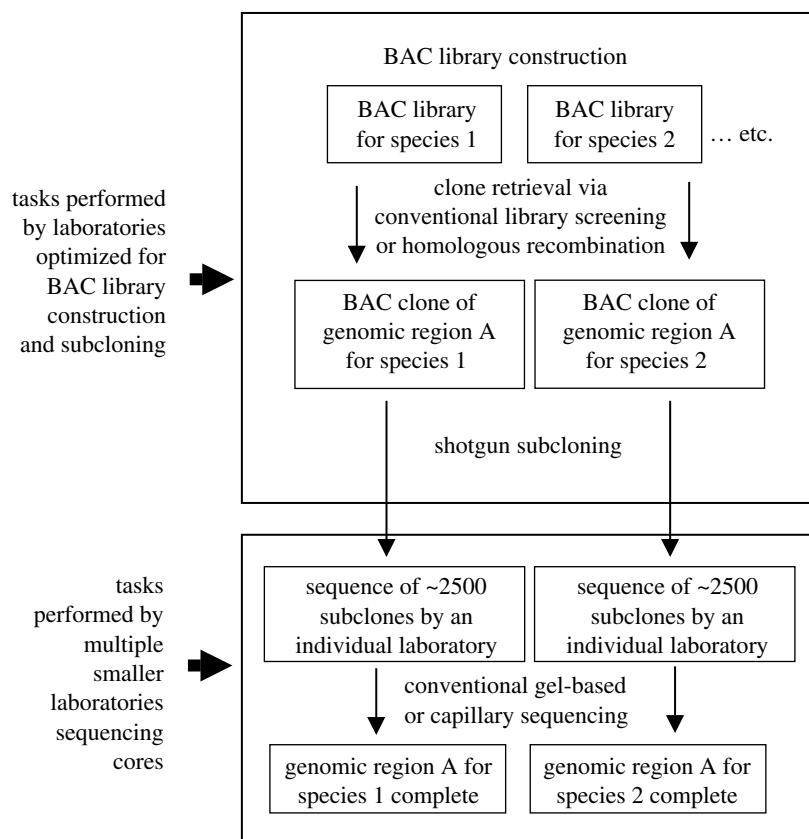 BAC library construction
BAC library
for species 1
BAC library
for species 2
... etc.
clone retrieval via
conventional library screening
or homologous recombination
tasks performed
by laboratories
optimized for
BAC library
construction
and subcloning
BAC clone of
genomic region A
for species 1
BAC clone of
genomic region A
for species 2
shotgun subcloning
tasks
performed by
multiple
smaller
laboratories
sequencing
cores
sequence of ~2500
subclones by an
individual laboratory
sequence of ~2500
subclones by an
individual laboratory
conventional gel-based
or capillary sequencing
genomic region A for
species 1 complete
genomic region A for
species 2 complete